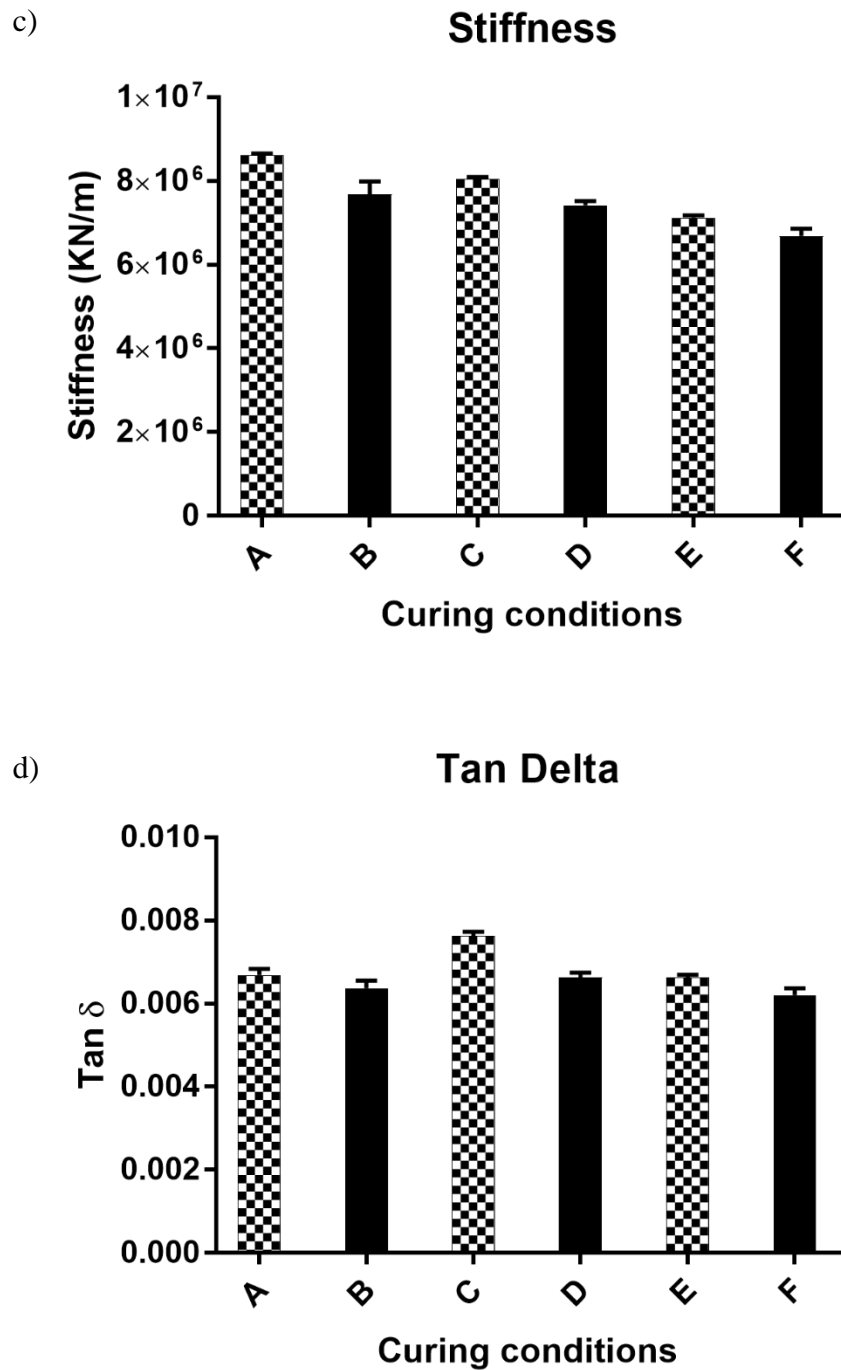 c)
Stiffness
1×10⁷
8×10⁶
6×10⁶
4×10⁶
2×10⁶
0
Stiffness (KN/m)
A B C D E F
Curing conditions
d)
Tan Delta
0.010
0.008
0.006
0.004
0.002
0.000
Tan δ
A B C D E F
Curing conditions